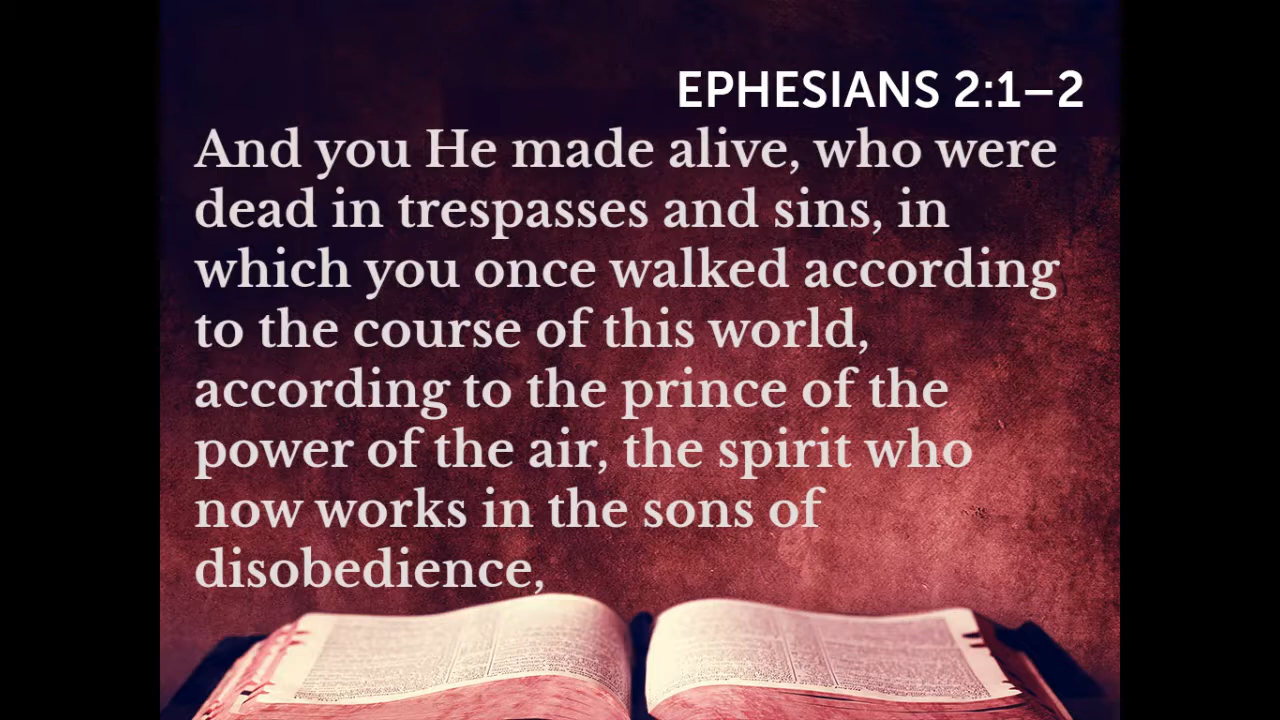 EPHESIANS 2:1–2
And you He made alive, who were
dead in trespasses and sins, in
which you once walked according
to the course of this world,
according to the prince of the
power of the air, the spirit who
now works in the sons of
disobedience,